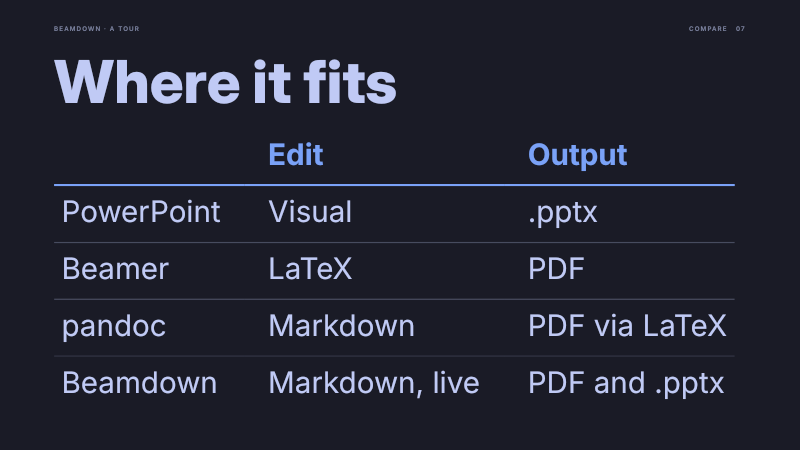 BEAMDOWN · A TOUR COMPARE 07
Where it fits
Edit Output
PowerPoint Visual .pptx
Beamer LaTeX PDF
pandoc Markdown PDF via LaTeX
Beamdown Markdown, live PDF and .pptx